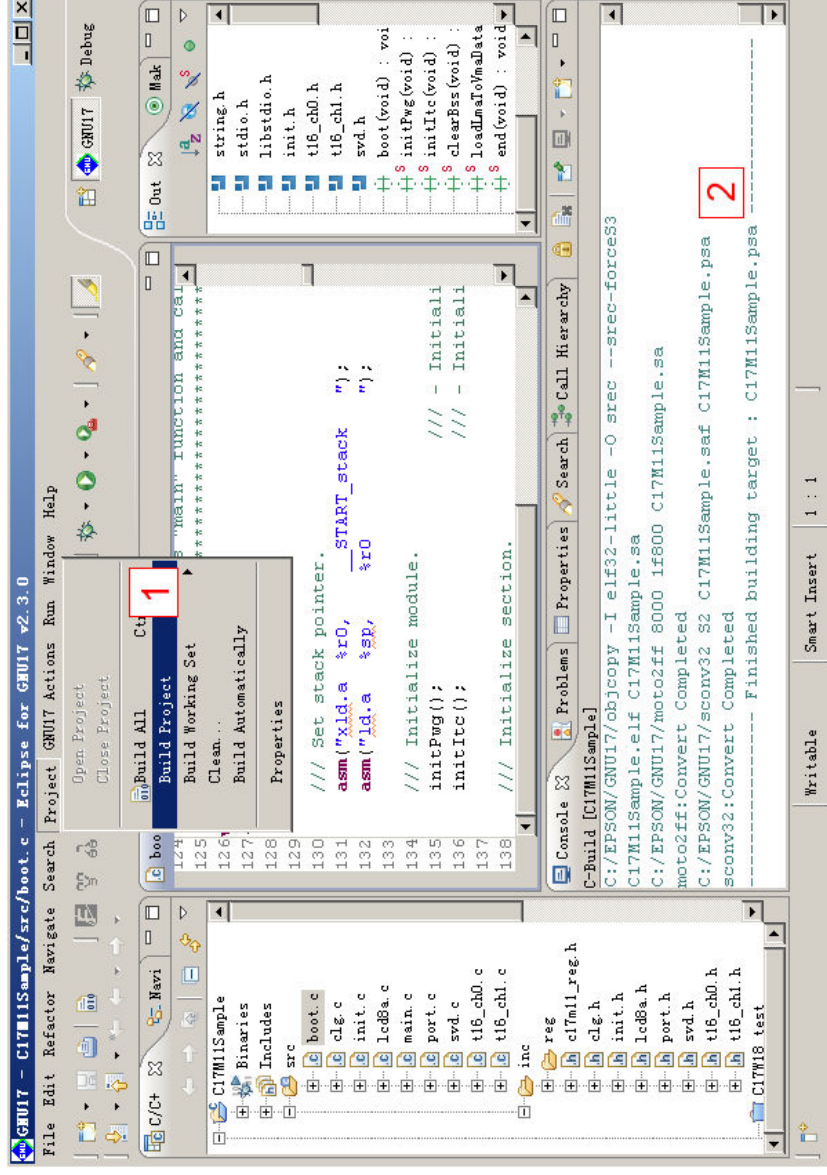 GNU17 - C17M11Sample/src/boot.c - Eclipse for GNU17 v2.3.0
File Edit Refactor Navigate Search Project GNU17 Actions Run Window Help
GNU17 Debug
Open Project
Close Project
Build All
Build Project
Build Working Set
Clean...
Build Automatically
Properties
1
C/C+ Navi
C17M11Sample
Binaries
Includes
src
boot.c
clg.c
init.c
lcd8a.c
main.c
port.c
svd.c
t16_ch0.c
t16_ch1.c
inc
reg
c17m11_reg.h
clg.h
init.h
lcd8a.h
port.h
svd.h
t16_ch0.h
t16_ch1.h
C17W18_test
boo
124 s "main" function and cal
125 ********************************
126
127
128
129
130 /// Set stack pointer.
131 asm("xld.a %r0, __START_stack ");
132 asm("ld.a %sp, %r0 ");
133
134 /// Initialize module.
135 initPwg(); /// - Initiali
136 initItc(); /// - Initiali
137
138 /// Initialize section.
Out Mak
string.h
stdio.h
libstdio.h
init.h
t16_ch0.h
t16_ch1.h
svd.h
boot(void) : voi
initPwg(void) :
initItc(void) :
clearBss(void) :
loadLmaToVmaData
end(void) : void
Console Problems Properties Search Call Hierarchy
C-Build [C17M11Sample]
C:/EPSON/GNU17/objcopy -I elf32-little -O srec --srec-forceS3
C17M11Sample.elf C17M11Sample.sa
C:/EPSON/GNU17/moto2ff 8000 1f800 C17M11Sample.sa
moto2ff:Convert Completed
C:/EPSON/GNU17/sconv32 S2 C17M11Sample.saf C17M11Sample.psa
sconv32:Convert Completed
---------------- Finished building target : C17M11Sample.psa ----------------
2
Writable Smart Insert 1 : 1